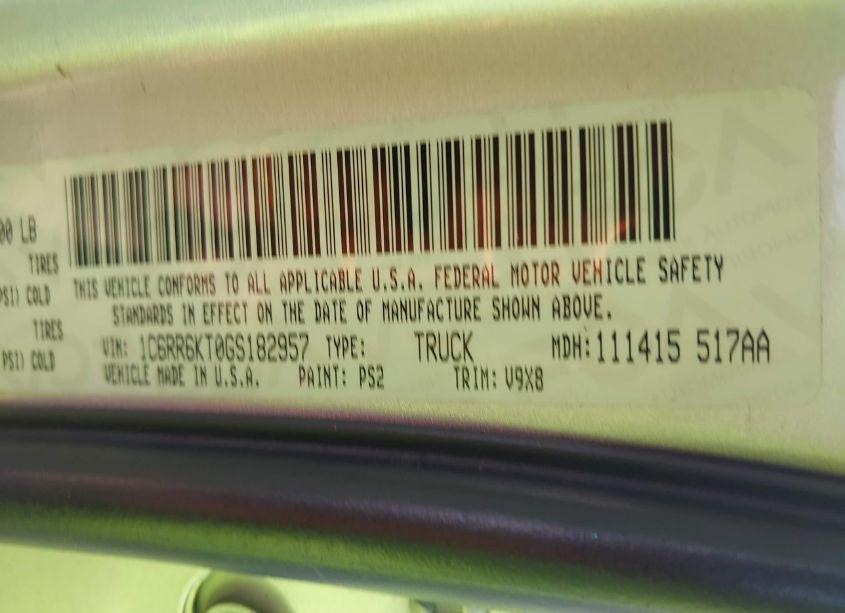 00 LB
TIRES
PSI) COLD
TIRES
PSI) COLD
THIS VEHICLE CONFORMS TO ALL APPLICABLE U.S.A. FEDERAL MOTOR VEHICLE SAFETY
STANDARDS IN EFFECT ON THE DATE OF MANUFACTURE SHOWN ABOVE.
VIN: 1C6RR6KT0GS182957 TYPE: TRUCK MDH: 111415 517AA
VEHICLE MADE IN U.S.A. PAINT: PS2 TRIM: V9X8